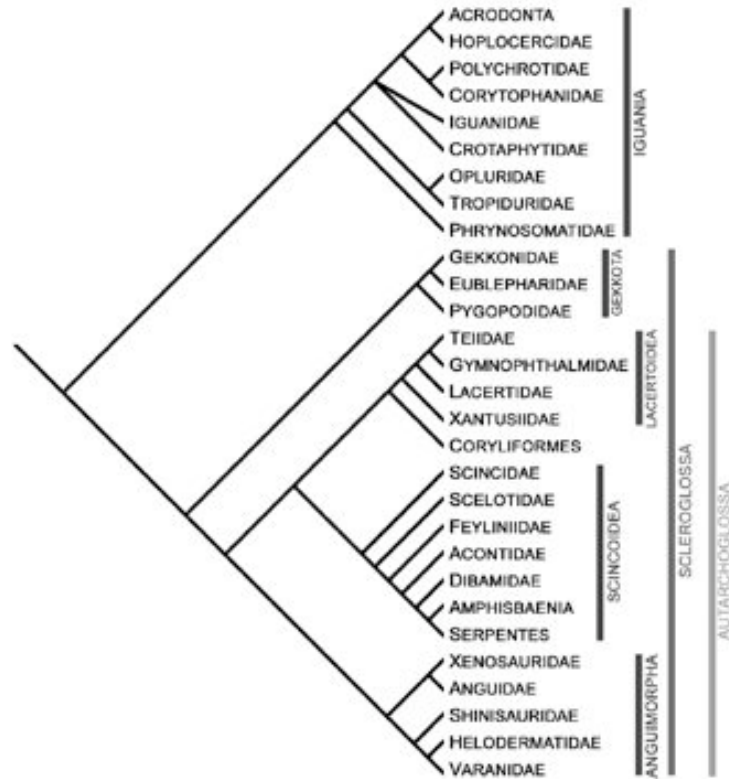 ACRODONTA
HOPLOCERCIDAE
POLYCHROTIDAE
CORYTOPHANIDAE
IGUANIDAE
CROTAPHYTIDAE
OPLURIDAE
TROPIDURIDAE
PHRYNOSOMATIDAE
IGUANIA
GEKKONIDAE
EUBLEPHARIDAE
PYGOPODIDAE
GEKKOTA
TEIIDAE
GYMNOPHTHALMIDAE
LACERTIDAE
XANTUSIIDAE
LACERTOIDEA
CORYLIFORMES
SCINCIDAE
SCELOTIDAE
FEYLINIIDAE
ACONTIDAE
DIBAMIDAE
AMPHISBAENIA
SERPENTES
SCINCOIDEA
XENOSAURIDAE
ANGUIDAE
SHINISAURIDAE
HELODERMATIDAE
VARANIDAE
ANGUIMORPHA
SCLEROGLOSSA
AUTARCHOGLOSSA